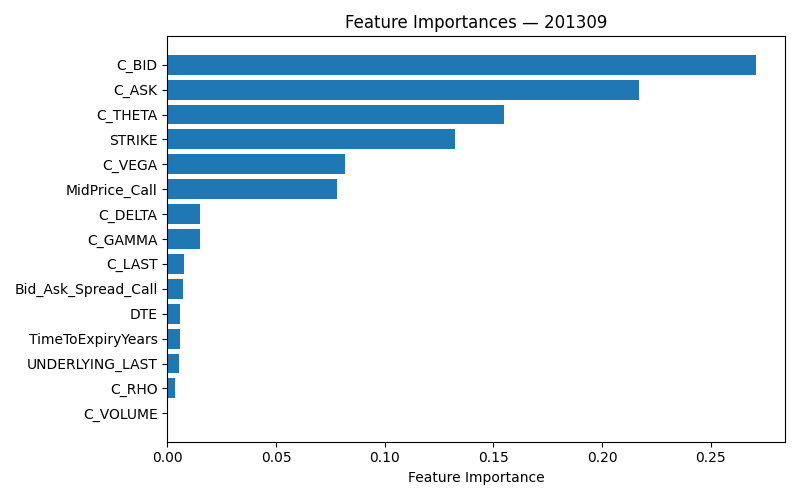 Feature Importances — 201309
C_BID
C_ASK
C_THETA
STRIKE
C_VEGA
MidPrice_Call
C_DELTA
C_GAMMA
C_LAST
Bid_Ask_Spread_Call
DTE
TimeToExpiryYears
UNDERLYING_LAST
C_RHO
C_VOLUME
0.00 0.05 0.10 0.15 0.20 0.25
Feature Importance